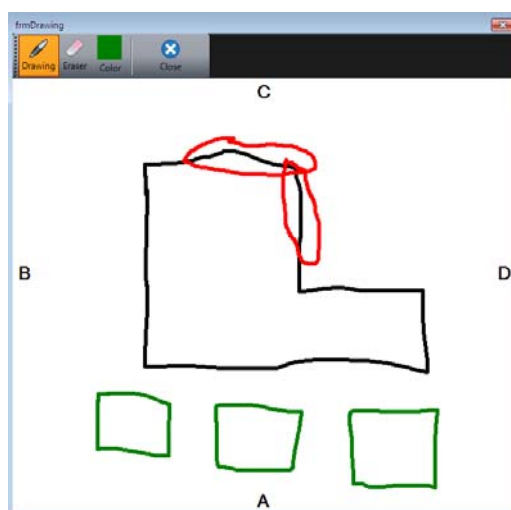 frmDrawing
Drawing Eraser Color Close
C
B D
A